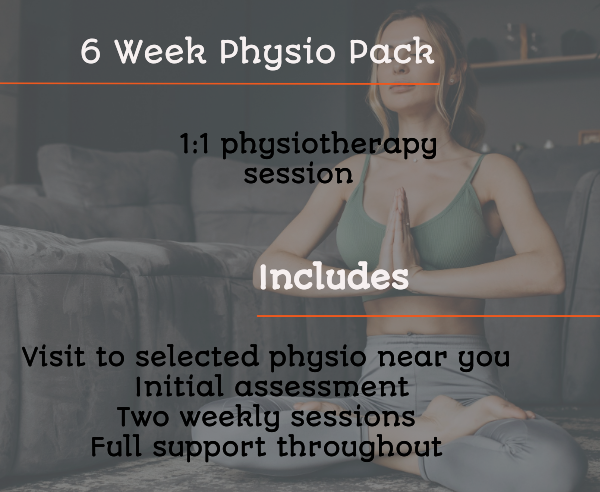 6 Week Physio Pack
1:1 physiotherapy
session
Includes
Visit to selected physio near you
Initial assessment
Two weekly sessions
Full support throughout